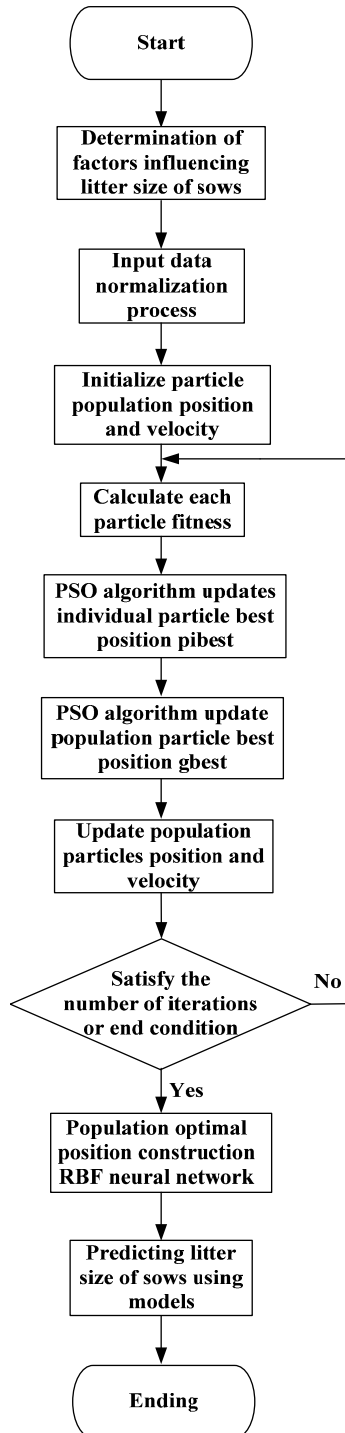 Start
Determination of
factors influencing
litter size of sows
Input data
normalization
process
Initialize particle
population position
and velocity
Calculate each
particle fitness
PSO algorithm updates
individual particle best
position pibest
PSO algorithm update
population particle best
position gbest
Update population
particles position and
velocity
Satisfy the
number of iterations
or end condition
No
Yes
Population optimal
position construction
RBF neural network
Predicting litter
size of sows using
models
Ending